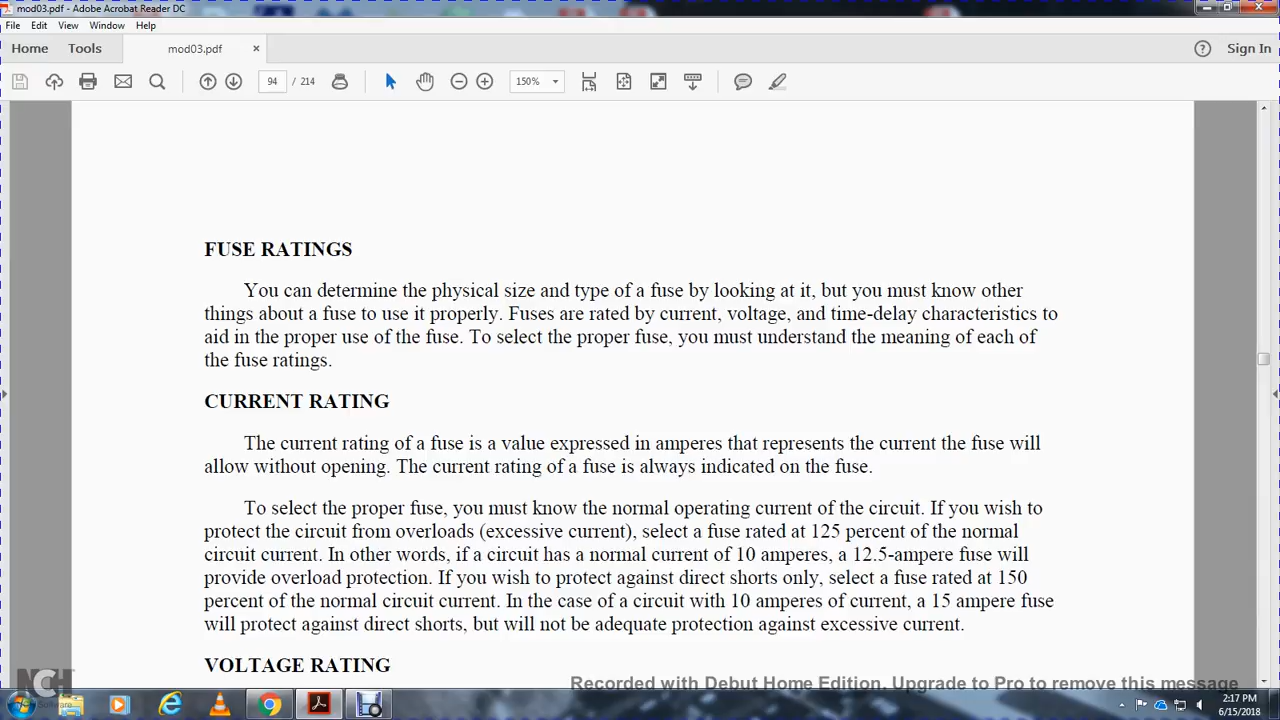 mod03.pdf - Adobe Acrobat Reader DC
File Edit View Window Help
Home Tools mod03.pdf × ? Sign In
94 / 214 150%
FUSE RATINGS
You can determine the physical size and type of a fuse by looking at it, but you must know other
things about a fuse to use it properly. Fuses are rated by current, voltage, and time-delay characteristics to
aid in the proper use of the fuse. To select the proper fuse, you must understand the meaning of each of
the fuse ratings.
CURRENT RATING
The current rating of a fuse is a value expressed in amperes that represents the current the fuse will
allow without opening. The current rating of a fuse is always indicated on the fuse.
To select the proper fuse, you must know the normal operating current of the circuit. If you wish to
protect the circuit from overloads (excessive current), select a fuse rated at 125 percent of the normal
circuit current. In other words, if a circuit has a normal current of 10 amperes, a 12.5-ampere fuse will
provide overload protection. If you wish to protect against direct shorts only, select a fuse rated at 150
percent of the normal circuit current. In the case of a circuit with 10 amperes of current, a 15 ampere fuse
will protect against direct shorts, but will not be adequate protection against excessive current.
VOLTAGE RATING
NCH
Software
Recorded with Debut Home Edition. Upgrade to Pro to remove this message
2:17 PM
6/15/2018